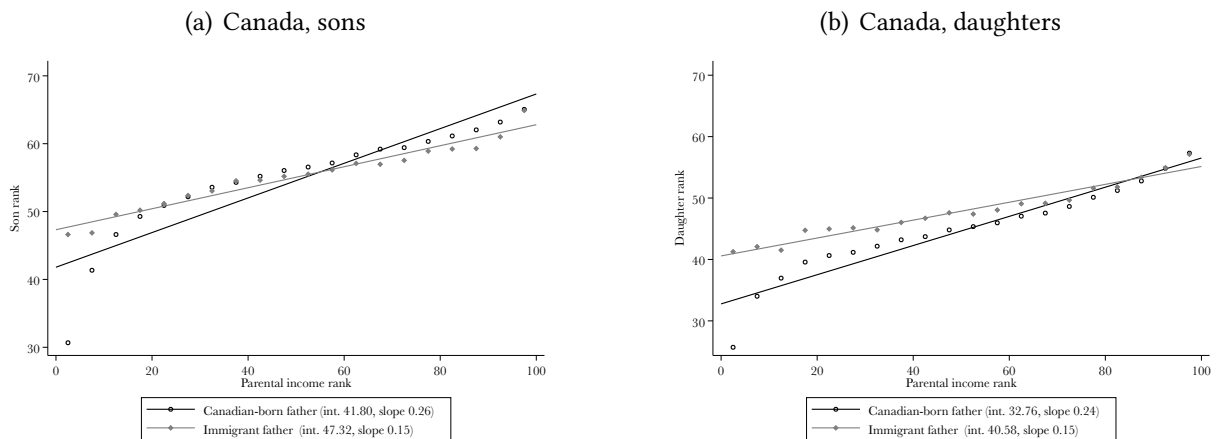 (a) Canada, sons
70
60
50
40
30
Son rank
0 20 40 60 80 100
Parental income rank
Canadian-born father (int. 41.80, slope 0.26)
Immigrant father (int. 47.32, slope 0.15)
(b) Canada, daughters
70
60
50
40
30
Daughter rank
0 20 40 60 80 100
Parental income rank
Canadian-born father (int. 32.76, slope 0.24)
Immigrant father (int. 40.58, slope 0.15)